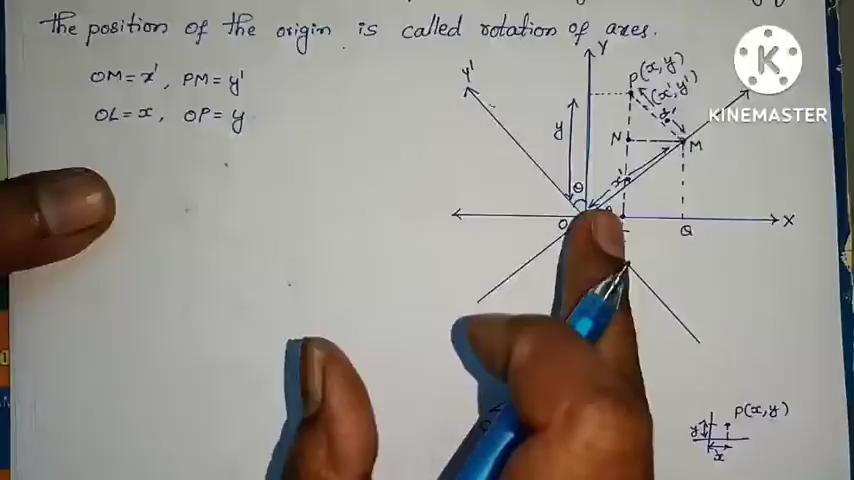 the position of the origin is called rotation of axes.
OM = x', PM = y'
OL = x, OP = y
Y
Y'
P(x,y)
(x',y')
y'
y
N
M
x'
θ
θ
O
L
Q
X
P(x,y)
y
x
K
KINEMASTER